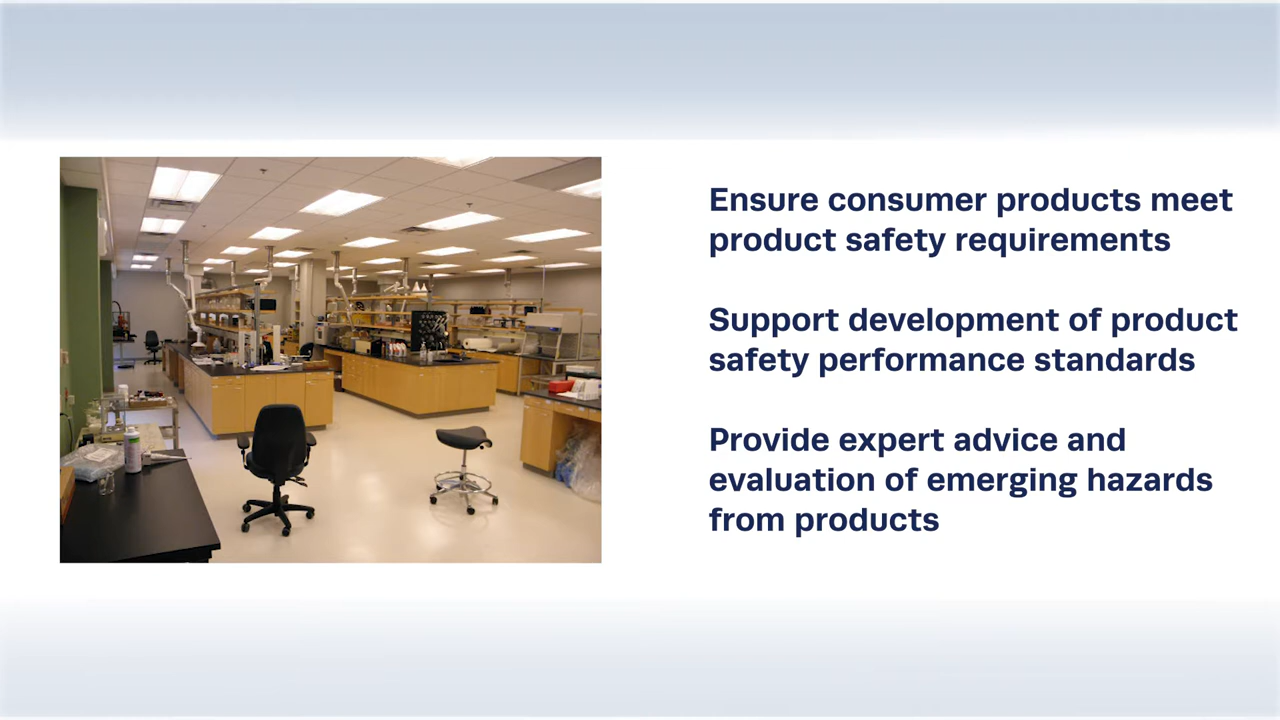 Ensure consumer products meet
product safety requirements
Support development of product
safety performance standards
Provide expert advice and
evaluation of emerging hazards
from products